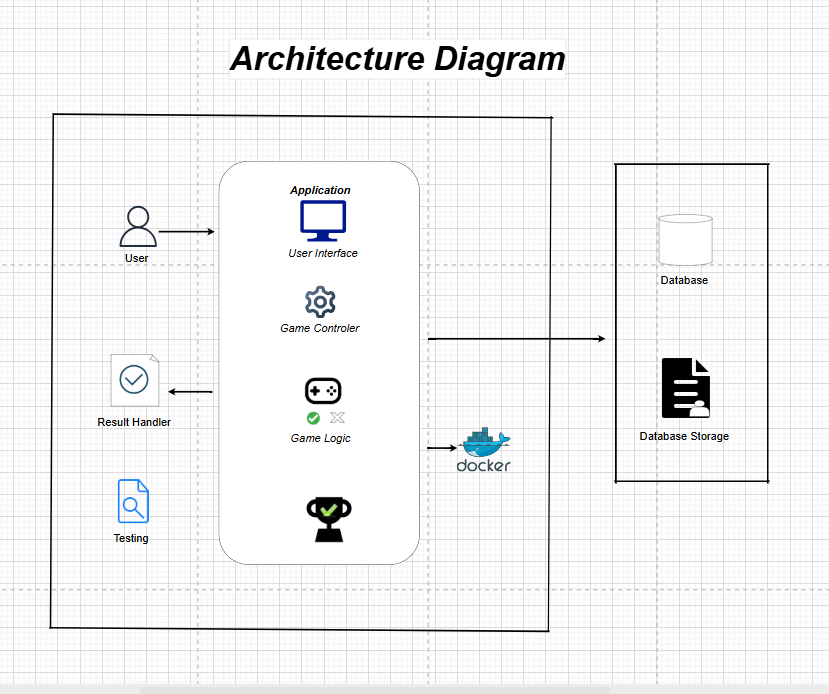 Architecture Diagram
Application
User Interface
User
Game Controler
Result Handler
Game Logic
docker
Testing
Database
Database Storage